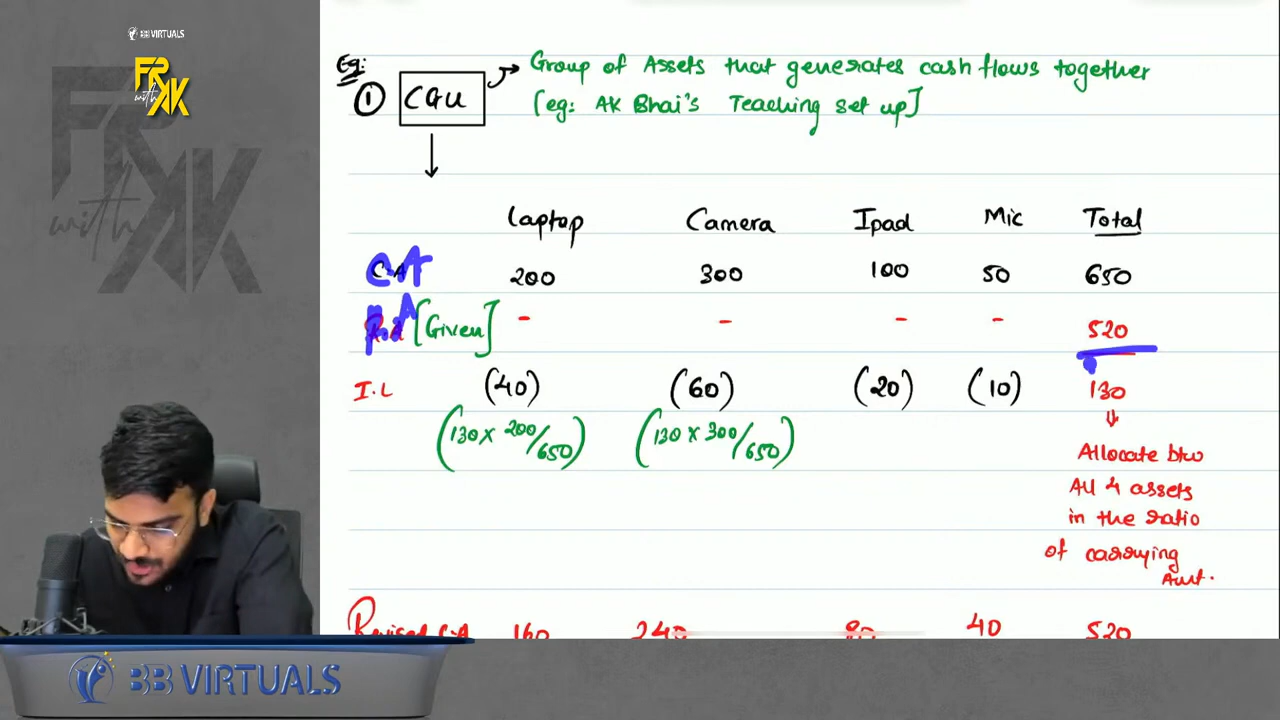 BB VIRTUALS
FR
with
AK
Eg:
① CGU → Group of Assets that generates cash flows together
[eg: AK Bhai's Teaching set up]
Laptop Camera Ipad Mic Total
C.A 200 300 100 50 650
R.A [Given] - - - - 520
I.L (40) (60) (20) (10) 130
(130 x 200/650) (130 x 300/650)
Allocate btw
All 4 assets
in the ratio
of carrying
Amt.
Revised C.A 160 240 80 40 520
BB VIRTUALS